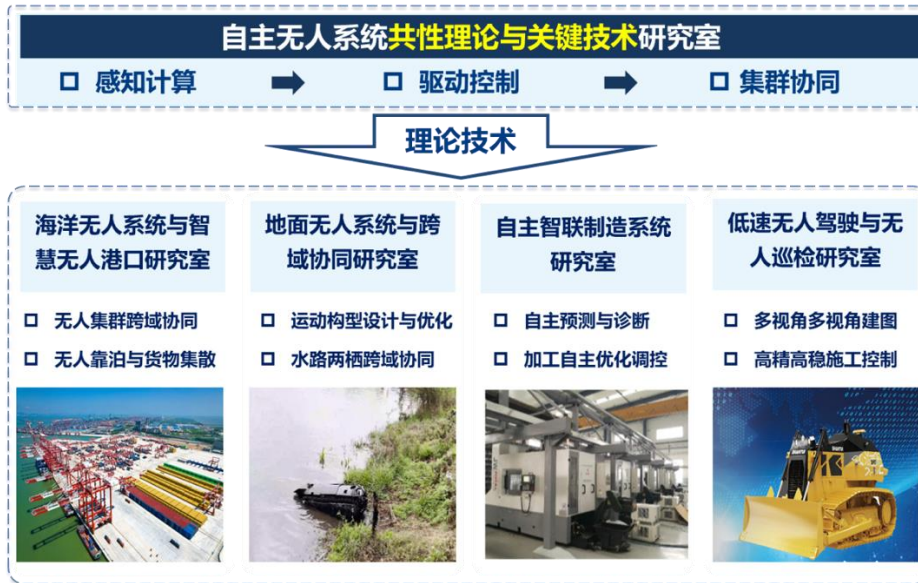 自主无人系统共性理论与关键技术研究室
感知计算
驱动控制
集群协同
理论技术
海洋无人系统与智
慧无人港口研究室
无人集群跨域协同
无人靠泊与货物集散
地面无人系统与跨
域协同研究室
运动构型设计与优化
水路两栖跨域协同
自主智联制造系统
研究室
自主预测与诊断
加工自主优化调控
低速无人驾驶与无
人巡检研究室
多视角多视角建图
高精高稳施工控制